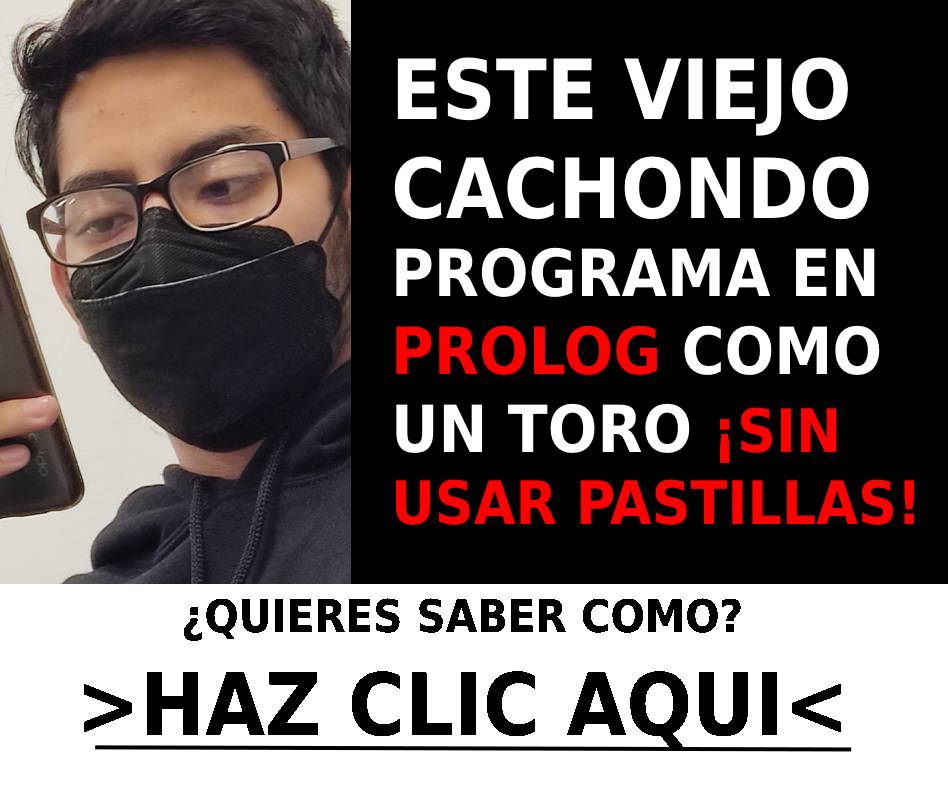 ESTE VIEJO
CACHONDO
PROGRAMA EN
PROLOG COMO
UN TORO ¡SIN
USAR PASTILLAS!
¿QUIERES SABER COMO?
>HAZ CLIC AQUI<